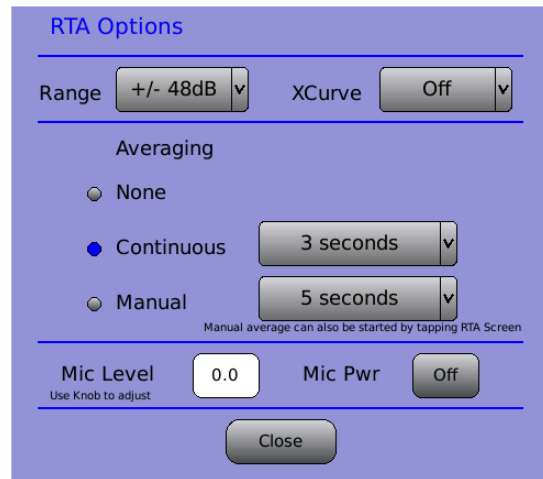 RTA Options
Range +/- 48dB v XCurve Off v
Averaging
None
Continuous 3 seconds v
Manual 5 seconds v
Manual average can also be started by tapping RTA Screen
Mic Level 0.0 Mic Pwr Off
Use Knob to adjust
Close